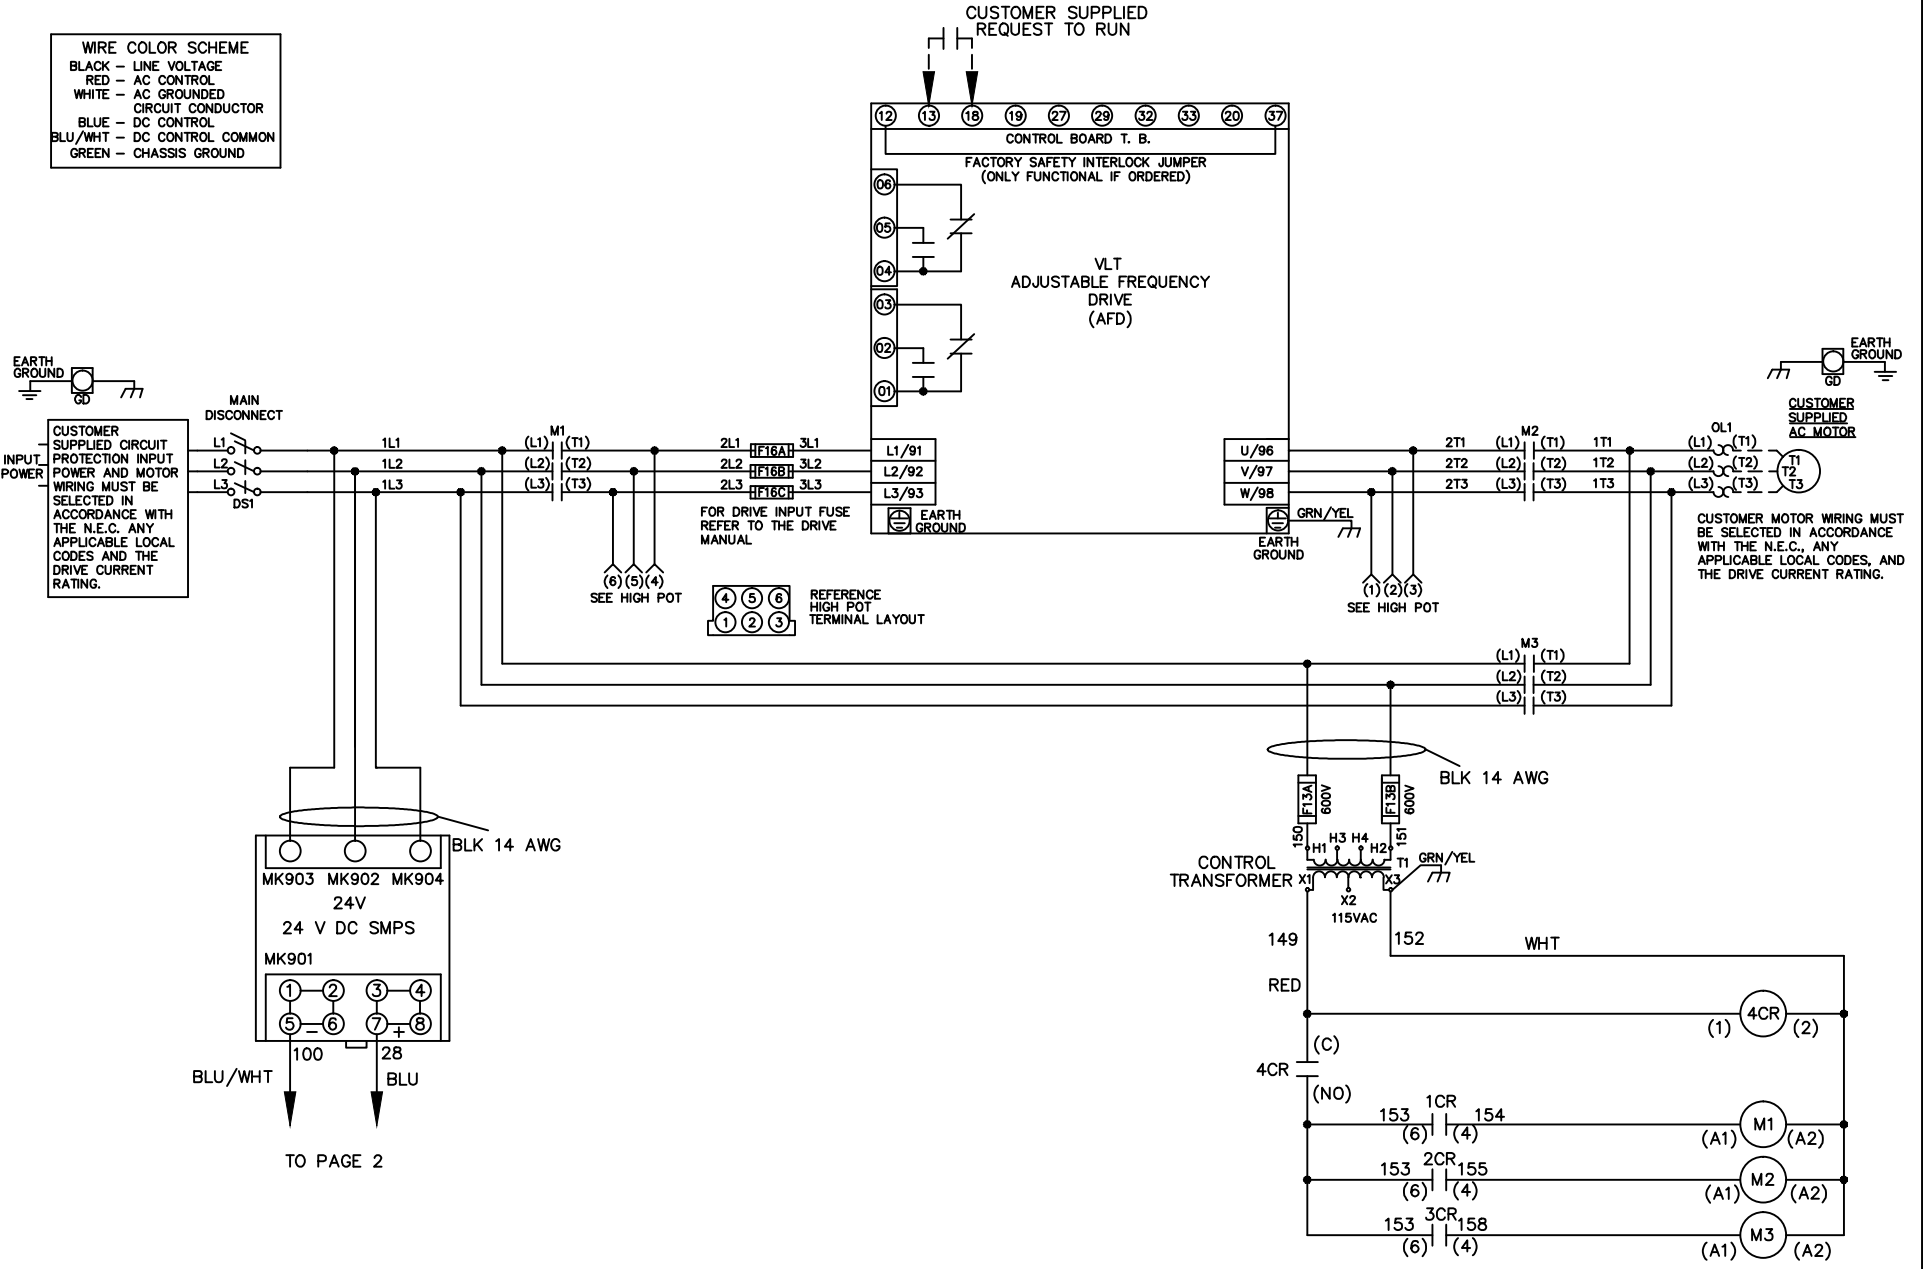 CUSTOMER SUPPLIED
REQUEST TO RUN
WIRE COLOR SCHEME
BLACK – LINE VOLTAGE
RED – AC CONTROL
WHITE – AC GROUNDED
CIRCUIT CONDUCTOR
BLUE – DC CONTROL
BLU/WHT – DC CONTROL COMMON
GREEN – CHASSIS GROUND
12 13 18 19 27 29 32 33 20 37
CONTROL BOARD T. B.
FACTORY SAFETY INTERLOCK JUMPER
(ONLY FUNCTIONAL IF ORDERED)
06
05
04
03
02
01
VLT
ADJUSTABLE FREQUENCY
DRIVE
(AFD)
EARTH
GROUND
GD
MAIN
DISCONNECT
INPUT
POWER
CUSTOMER
SUPPLIED CIRCUIT
PROTECTION INPUT
POWER AND MOTOR
WIRING MUST BE
SELECTED IN
ACCORDANCE WITH
THE N.E.C. ANY
APPLICABLE LOCAL
CODES AND THE
DRIVE CURRENT
RATING.
L1
L2
L3
DS1
1L1
1L2
1L3
M1
(L1) (T1)
(L2) (T2)
(L3) (T3)
2L1 F16A 3L1
2L2 F16B 3L2
2L3 F16C 3L3
FOR DRIVE INPUT FUSE
REFER TO THE DRIVE
MANUAL
L1/91
L2/92
L3/93
EARTH
GROUND
U/96
V/97
W/98
GRN/YEL
EARTH
GROUND
(6) (5) (4)
SEE HIGH POT
4 5 6
1 2 3
REFERENCE
HIGH POT
TERMINAL LAYOUT
2T1
2T2
2T3
M2
(L1) (T1)
(L2) (T2)
(L3) (T3)
1T1
1T2
1T3
(1) (2) (3)
SEE HIGH POT
EARTH
GROUND
GD
CUSTOMER
SUPPLIED
AC MOTOR
OL1
(L1) (T1)
(L2) (T2)
(L3) (T3)
T1
T2
T3
CUSTOMER MOTOR WIRING MUST
BE SELECTED IN ACCORDANCE
WITH THE N.E.C., ANY
APPLICABLE LOCAL CODES, AND
THE DRIVE CURRENT RATING.
M3
(L1) (T1)
(L2) (T2)
(L3) (T3)
BLK 14 AWG
F13A
600V
F13B
600V
150
151
H1 H3 H4 H2
T1
GRN/YEL
CONTROL
TRANSFORMER
X1
X3
X2
115VAC
149
152
WHT
RED
(1) 4CR (2)
(C)
4CR
(NO)
1CR
153 154
(6) (4)
(A1) M1 (A2)
2CR
153 155
(6) (4)
(A1) M2 (A2)
3CR
153 158
(6) (4)
(A1) M3 (A2)
BLK 14 AWG
MK903 MK902 MK904
24V
24 V DC SMPS
MK901
1 2 3 4
5 – 6 7 + 8
100 28
BLU/WHT
BLU
TO PAGE 2